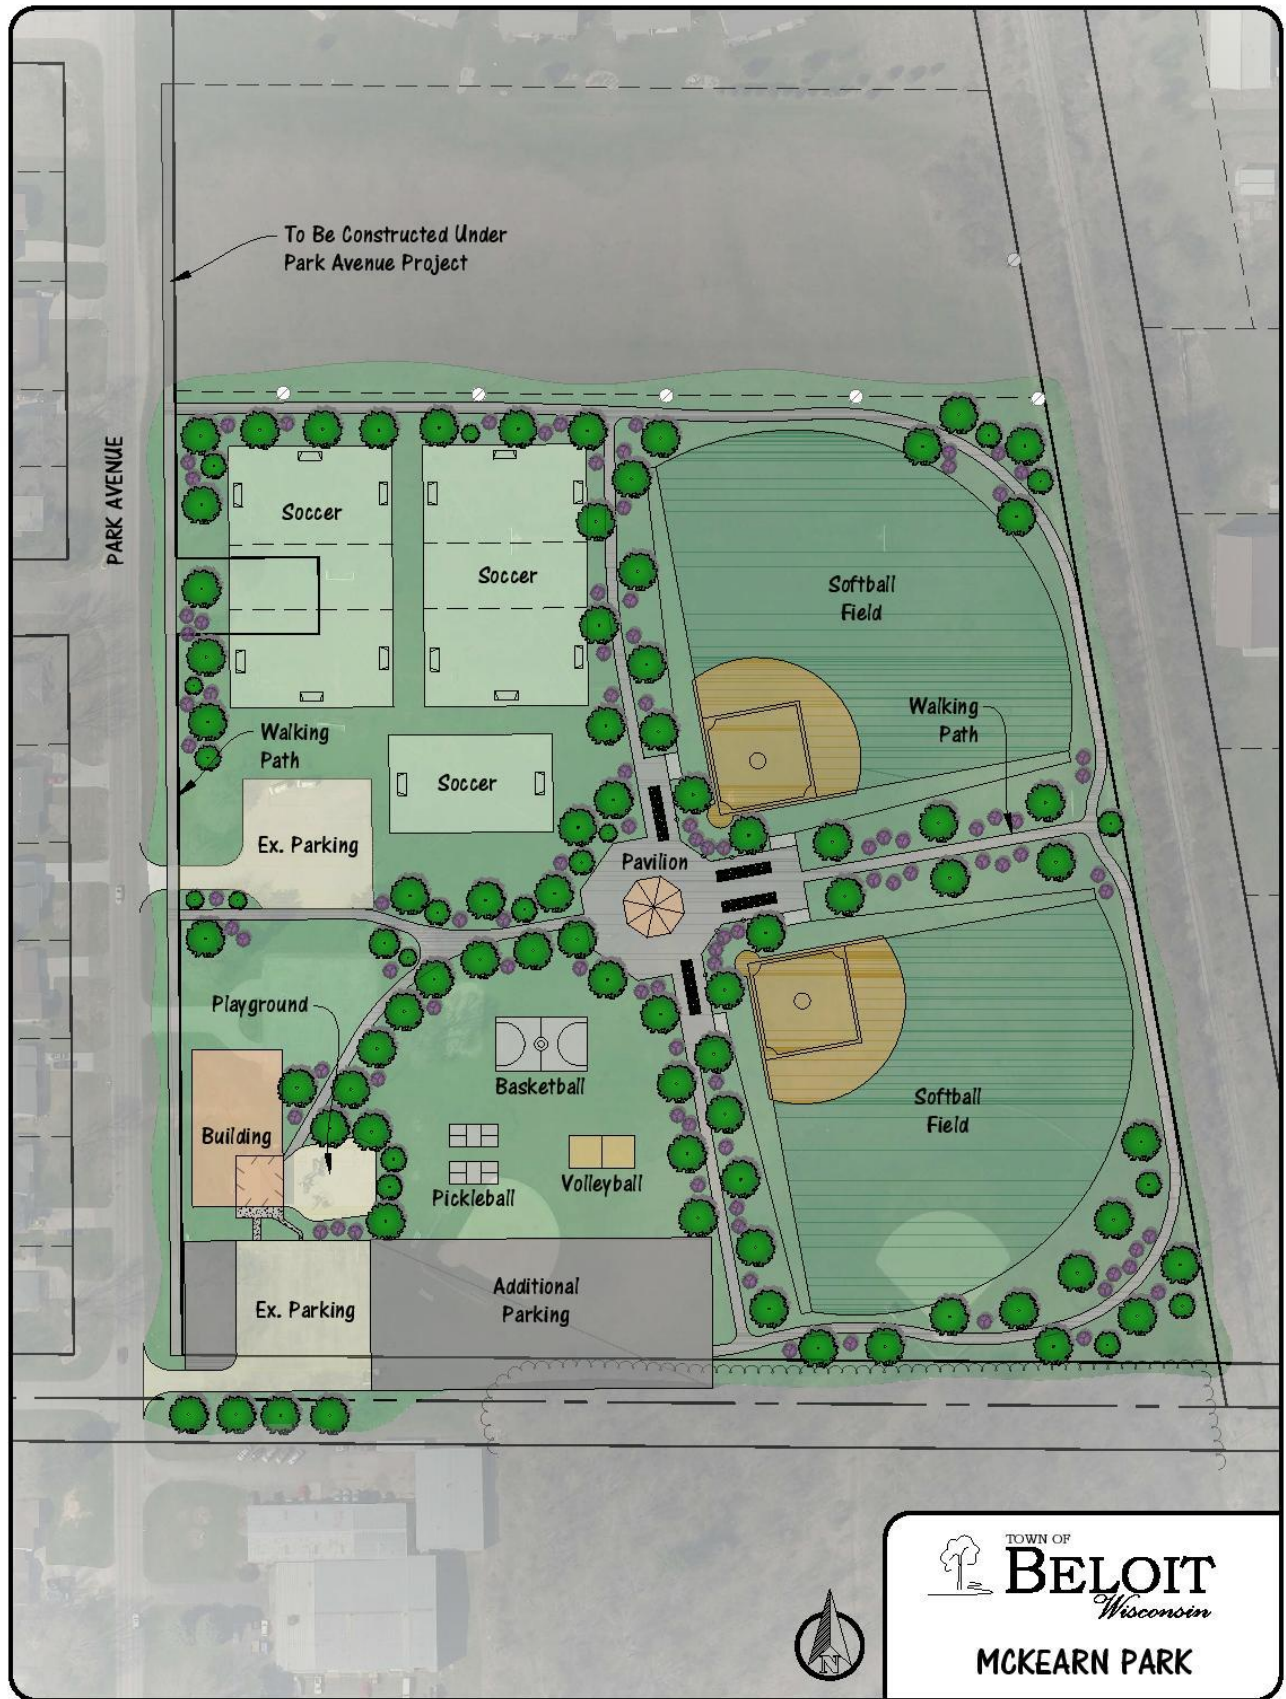 To Be Constructed Under
Park Avenue Project
PARK AVENUE
Soccer
Soccer
Softball
Field
Walking
Path
Walking
Path
Soccer
Ex. Parking
Pavilion
Playground
Basketball
Softball
Field
Building
Pickleball
Volleyball
Additional
Parking
Ex. Parking
TOWN OF
BELOIT
Wisconsin
N
MCKEARN PARK